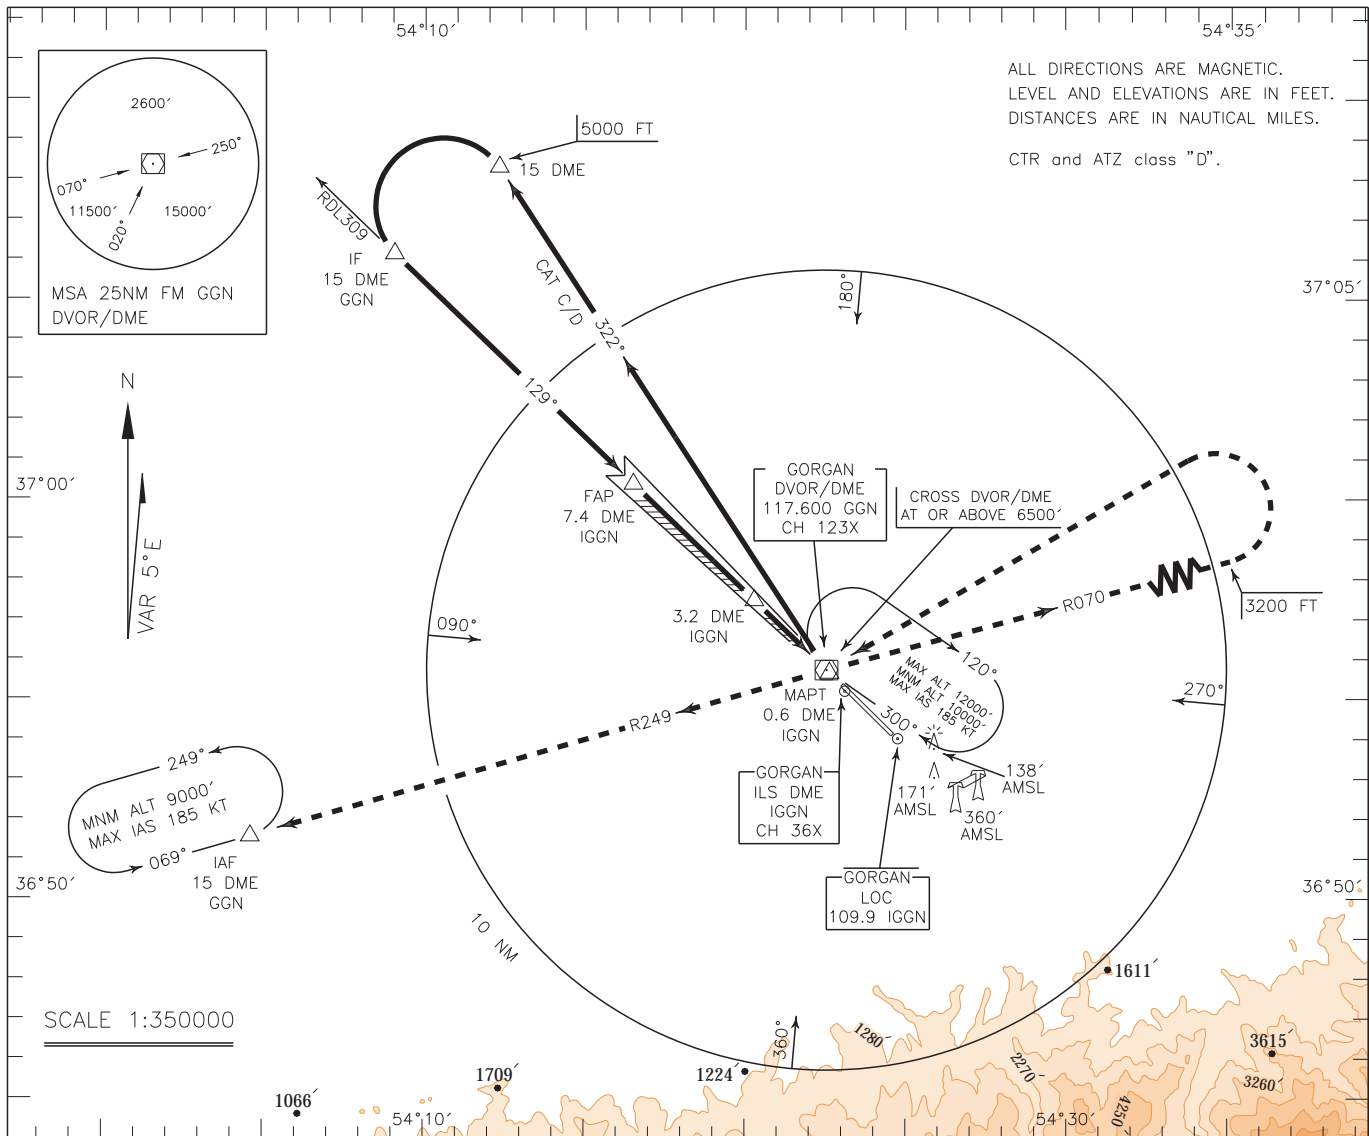 54°10′
54°35′
2600′
250°
070°
11500′
15000′
020°
MSA 25NM FM GGN
DVOR/DME
ALL DIRECTIONS ARE MAGNETIC.
LEVEL AND ELEVATIONS ARE IN FEET.
DISTANCES ARE IN NAUTICAL MILES.
CTR and ATZ class "D".
5000 FT
15 DME
RDL309
IF
15 DME
GGN
CAT C/D
322°
180°
37°05′
N
VAR 5°E
129°
37°00′
FAP
7.4 DME
IGGN
GORGAN
DVOR/DME
117.600 GGN
CH 123X
CROSS DVOR/DME
AT OR ABOVE 6500′
3.2 DME
IGGN
090°
R070
3200 FT
120°
MAX ALT 12000′
MNM ALT 10000′
MAX IAS 185 KT
300°
270°
MAPT
0.6 DME
IGGN
R249
249°
MNM ALT 9000′
MAX IAS 185 KT
069°
IAF
15 DME
GGN
GORGAN
ILS DME
IGGN
CH 36X
171′
AMSL
138′
AMSL
360′
AMSL
GORGAN
LOC
109.9 IGGN
36°50′
36°50′
10 NM
SCALE 1:350000
360°
1611′
1280′
2270′
3615′
3260′
4250
1224′
1709′
1066′
54°10′
54°30′